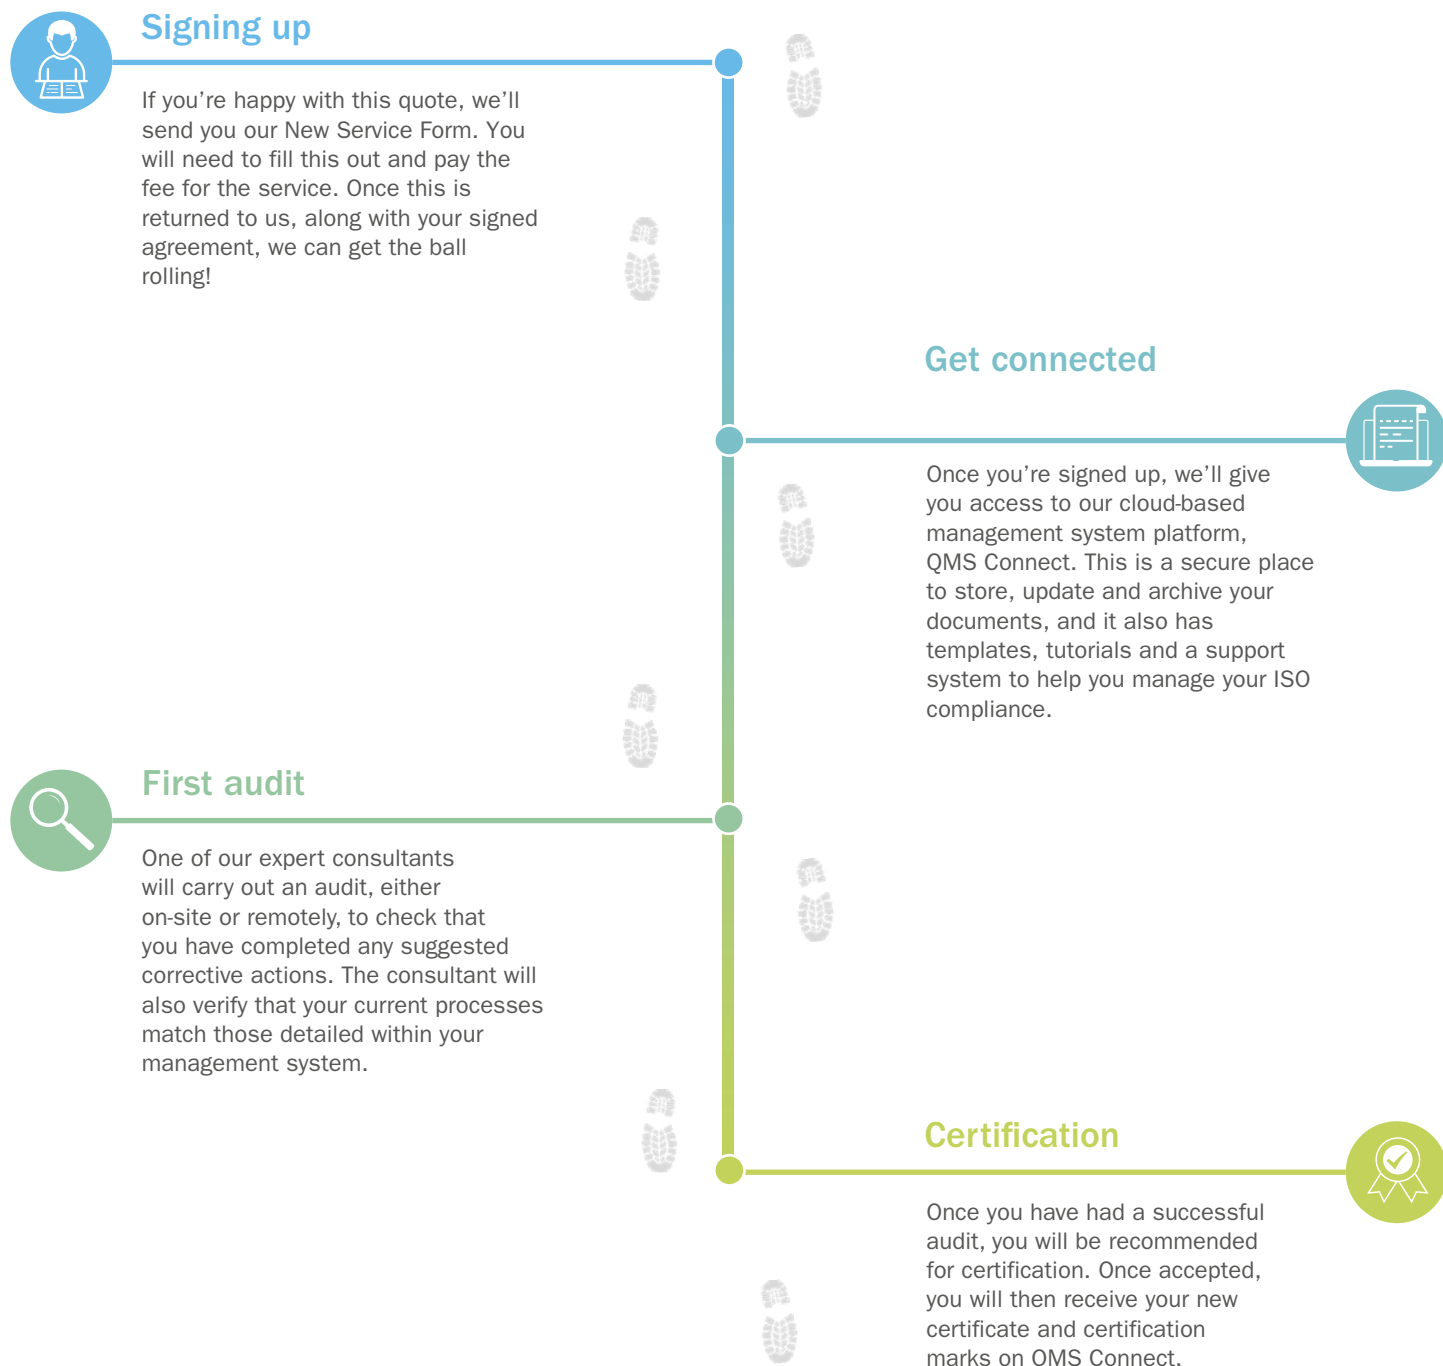 Signing up
If you’re happy with this quote, we’ll
send you our New Service Form. You
will need to fill this out and pay the
fee for the service. Once this is
returned to us, along with your signed
agreement, we can get the ball
rolling!
Get connected
Once you’re signed up, we’ll give
you access to our cloud-based
management system platform,
QMS Connect. This is a secure place
to store, update and archive your
documents, and it also has
templates, tutorials and a support
system to help you manage your ISO
compliance.
First audit
One of our expert consultants
will carry out an audit, either
on-site or remotely, to check that
you have completed any suggested
corrective actions. The consultant will
also verify that your current processes
match those detailed within your
management system.
Certification
Once you have had a successful
audit, you will be recommended
for certification. Once accepted,
you will then receive your new
certificate and certification
marks on QMS Connect.